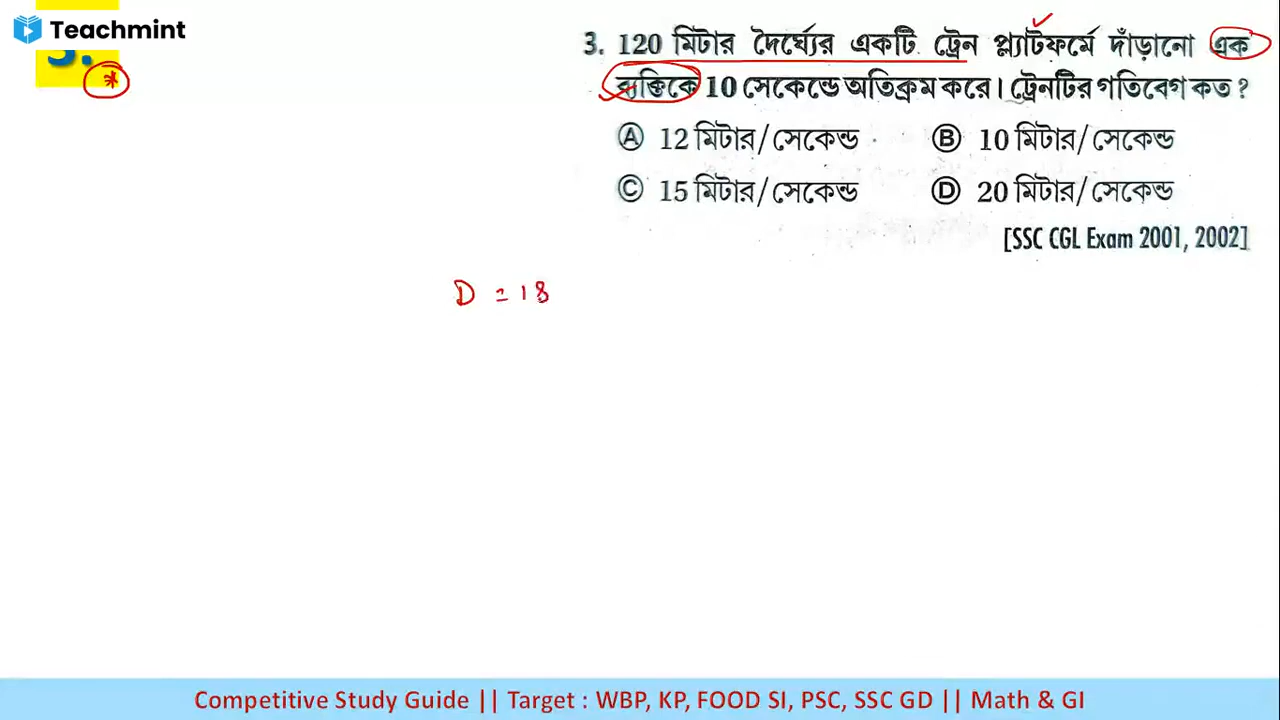 Teachmint
3.
*
3. 120 মিটার দৈর্ঘ্যের একটি ট্রেন প্ল্যাটফর্মে দাঁড়ানো এক
ব্যক্তিকে 10 সেকেন্ডে অতিক্রম করে। ট্রেনটির গতিবেগ কত ?
Ⓐ 12 মিটার/সেকেন্ড Ⓑ 10 মিটার/সেকেন্ড
Ⓒ 15 মিটার/সেকেন্ড Ⓓ 20 মিটার/সেকেন্ড
[SSC CGL Exam 2001, 2002]
D = 18
Competitive Study Guide || Target : WBP, KP, FOOD SI, PSC, SSC GD || Math & GI